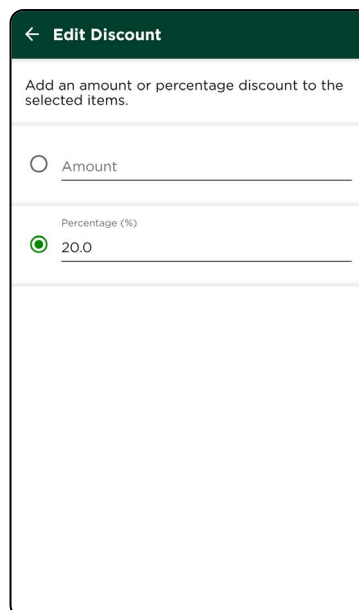 Edit Discount
Add an amount or percentage discount to the
selected items.
Amount
Percentage (%)
20.0